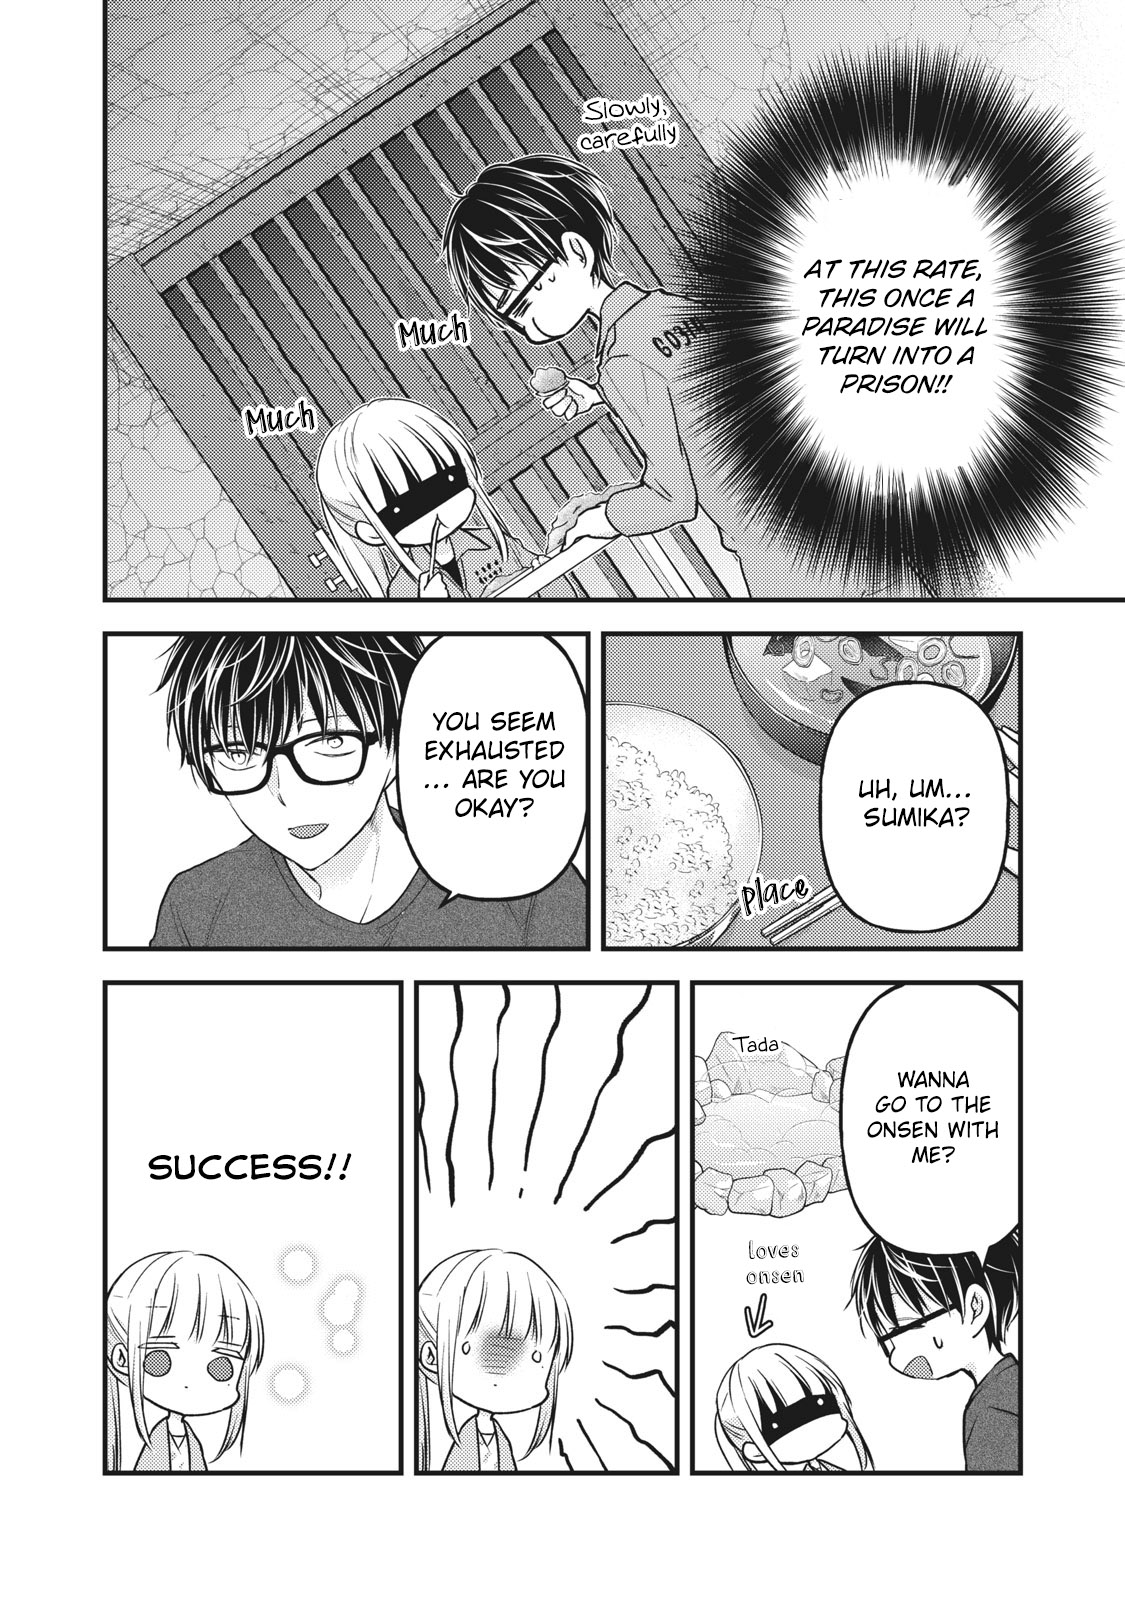 AT THIS RATE,
THIS ONCE A
PARADISE WILL
TURN INTO A
PRISON!!
Slowly,
carefully
Much
Much
UH, UM...
SUMIKA?
Place
YOU SEEM
EXHAUSTED
... ARE YOU
OKAY?
WANNA
GO TO THE
ONSEN WITH
ME?
Tada
loves
onsen
SUCCESS!!